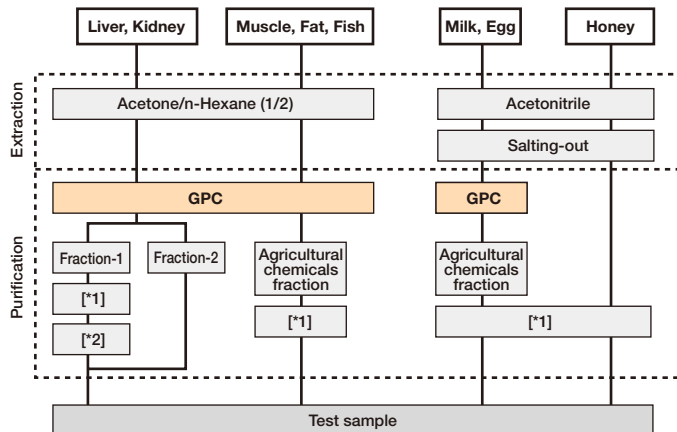 Liver, Kidney
Muscle, Fat, Fish
Milk, Egg
Honey
Extraction
Acetone/n-Hexane (1/2)
Acetonitrile
Salting-out
Purification
GPC
GPC
Fraction-1
Fraction-2
Agricultural
chemicals
fraction
Agricultural
chemicals
fraction
[*1]
[*1]
[*1]
[*2]
Test sample